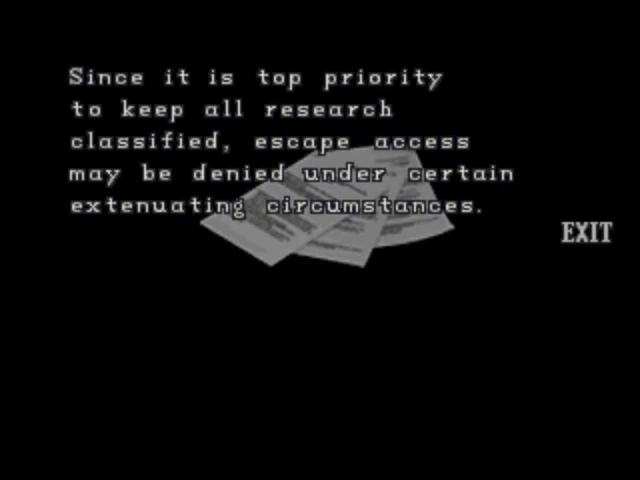 Since it is top priority
to keep all research
classified, escape access
may be denied under certain
extenuating circumstances.
EXIT